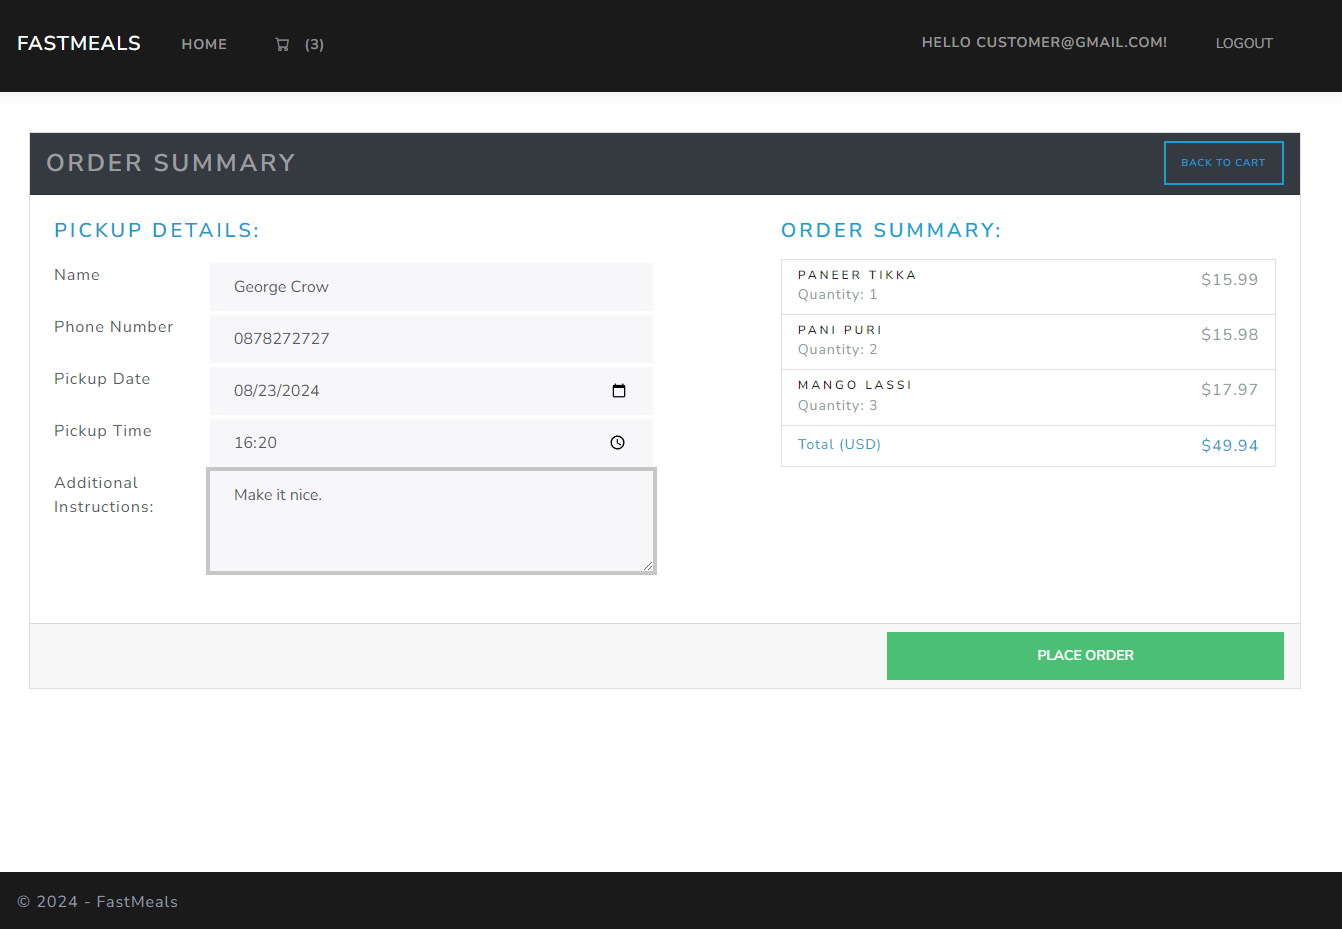 FASTMEALS HOME (3) HELLO CUSTOMER@GMAIL.COM! LOGOUT
ORDER SUMMARY BACK TO CART
PICKUP DETAILS:
Name George Crow
Phone Number 0878272727
Pickup Date 08/23/2024
Pickup Time 16:20
Additional Instructions: Make it nice.
ORDER SUMMARY:
PANEER TIKKA $15.99
Quantity: 1
PANI PURI $15.98
Quantity: 2
MANGO LASSI $17.97
Quantity: 3
Total (USD) $49.94
PLACE ORDER
© 2024 - FastMeals